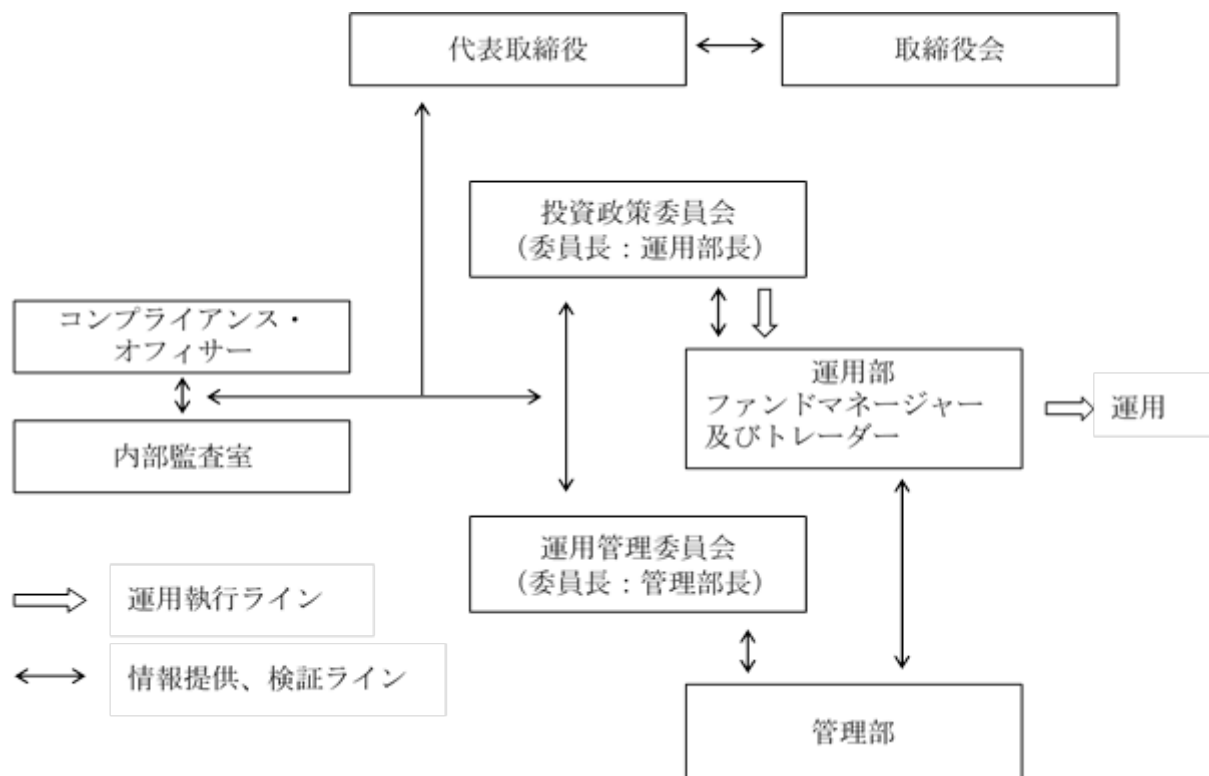 代表取締役
取締役会
投資政策委員会
（委員長：運用部長）
コンプライアンス・
オフィサー
運用部
ファンドマネージャー
及びトレーダー
運用
内部監査室
運用管理委員会
（委員長：管理部長）
運用執行ライン
情報提供、検証ライン
管理部